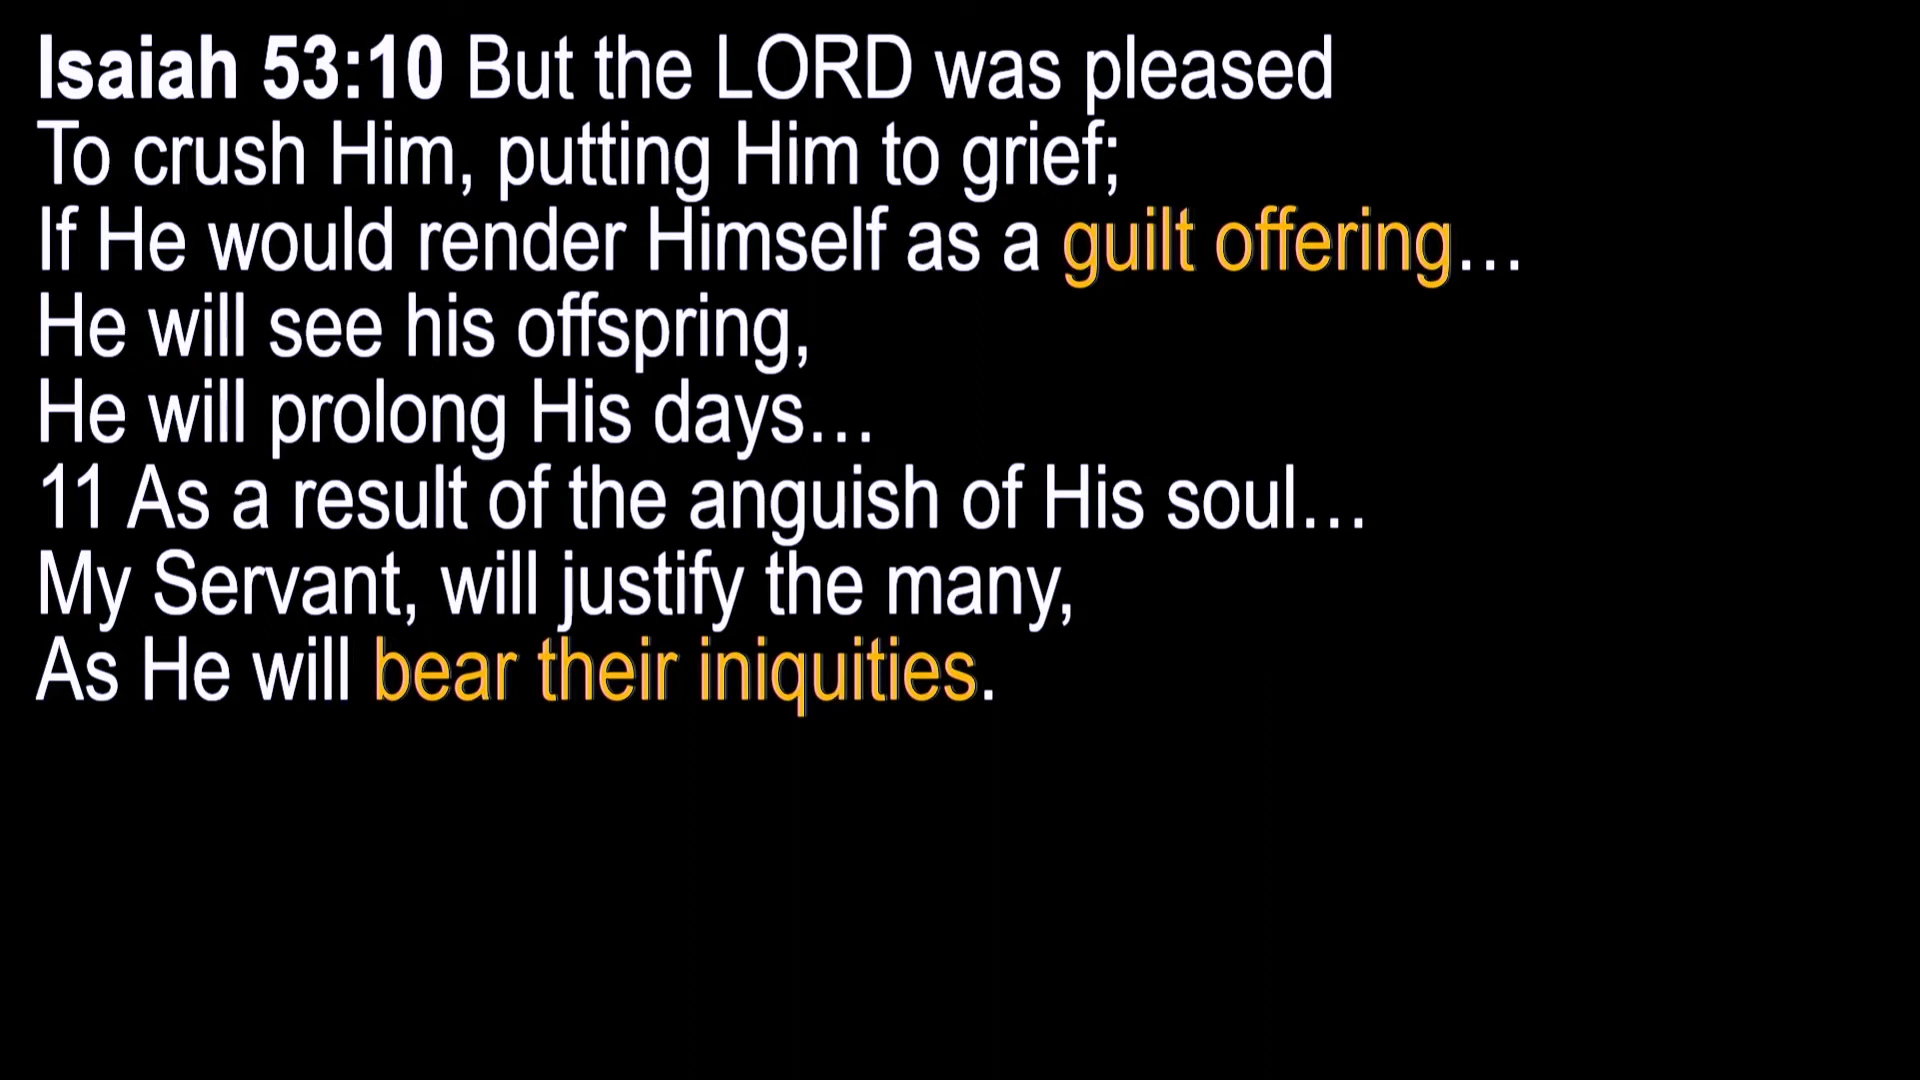 Isaiah 53:10 But the LORD was pleased
To crush Him, putting Him to grief;
If He would render Himself as a guilt offering…
He will see his offspring,
He will prolong His days…
11 As a result of the anguish of His soul…
My Servant, will justify the many,
As He will bear their iniquities.